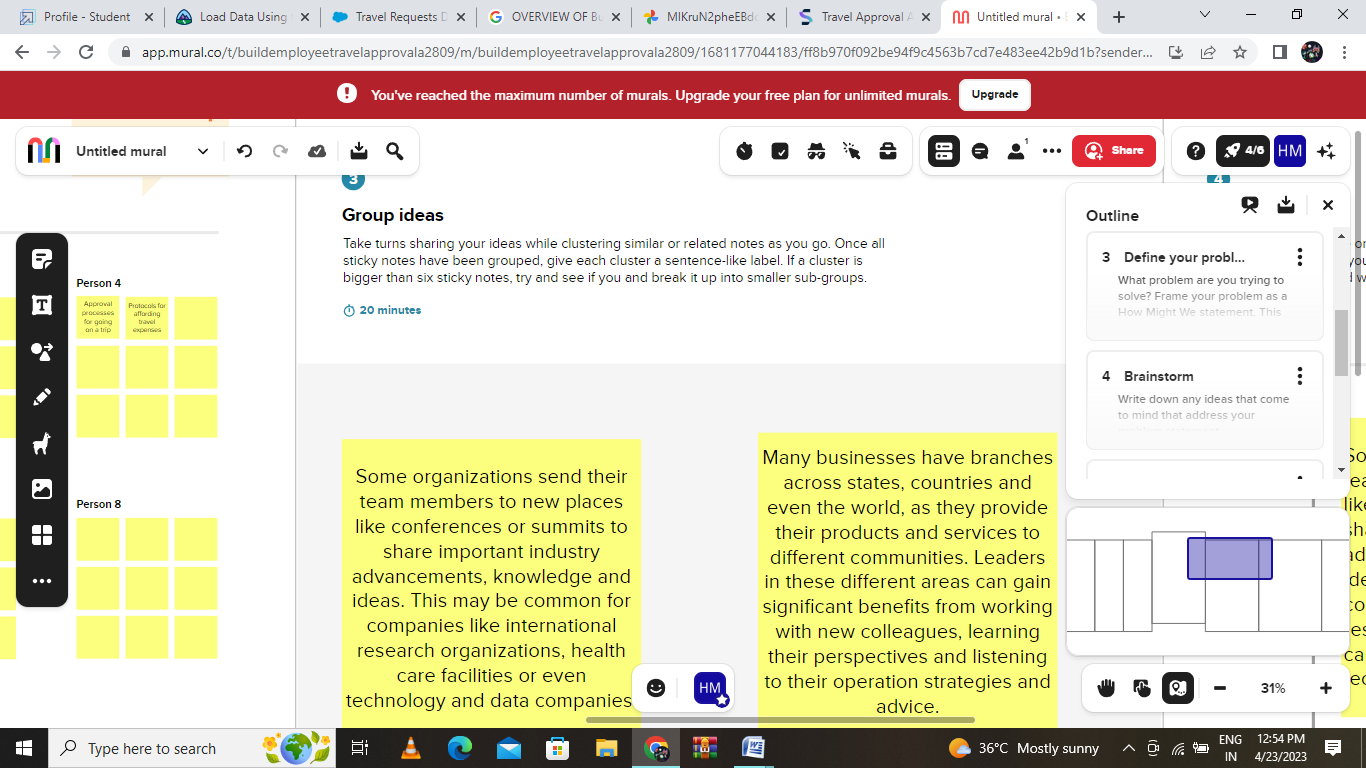 Profile - Student
Load Data Using
Travel Requests D
OVERVIEW OF Bu
MIKruN2pheEBdc
Travel Approval A
Untitled mural •
app.mural.co/t/buildemployeetravelapprovala2809/m/buildemployeetravelapprovala2809/1681177044183/ff8b970f092be94f9c4563b7cd7e483ee42b9d1b?sender...
You've reached the maximum number of murals. Upgrade your free plan for unlimited murals.
Upgrade
Untitled mural
1
Share
4/6
HM
3
4
Group ideas
Take turns sharing your ideas while clustering similar or related notes as you go. Once all
sticky notes have been grouped, give each cluster a sentence-like label. If a cluster is
bigger than six sticky notes, try and see if you and break it up into smaller sub-groups.
20 minutes
Person 4
Approval
processes
for going
on a trip
Protocols for
affording
travel
expenses
Person 8
Some organizations send their
team members to new places
like conferences or summits to
share important industry
advancements, knowledge and
ideas. This may be common for
companies like international
research organizations, health
care facilities or even
technology and data companies
Many businesses have branches
across states, countries and
even the world, as they provide
their products and services to
different communities. Leaders
in these different areas can gain
significant benefits from working
with new colleagues, learning
their perspectives and listening
to their operation strategies and
advice.
Outline
3 Define your probl...
What problem are you trying to
solve? Frame your problem as a
How Might We statement. This
4 Brainstorm
Write down any ideas that come
to mind that address your
problem statement.
HM
31%
Type here to search
36°C Mostly sunny
ENG
IN
12:54 PM
4/23/2023